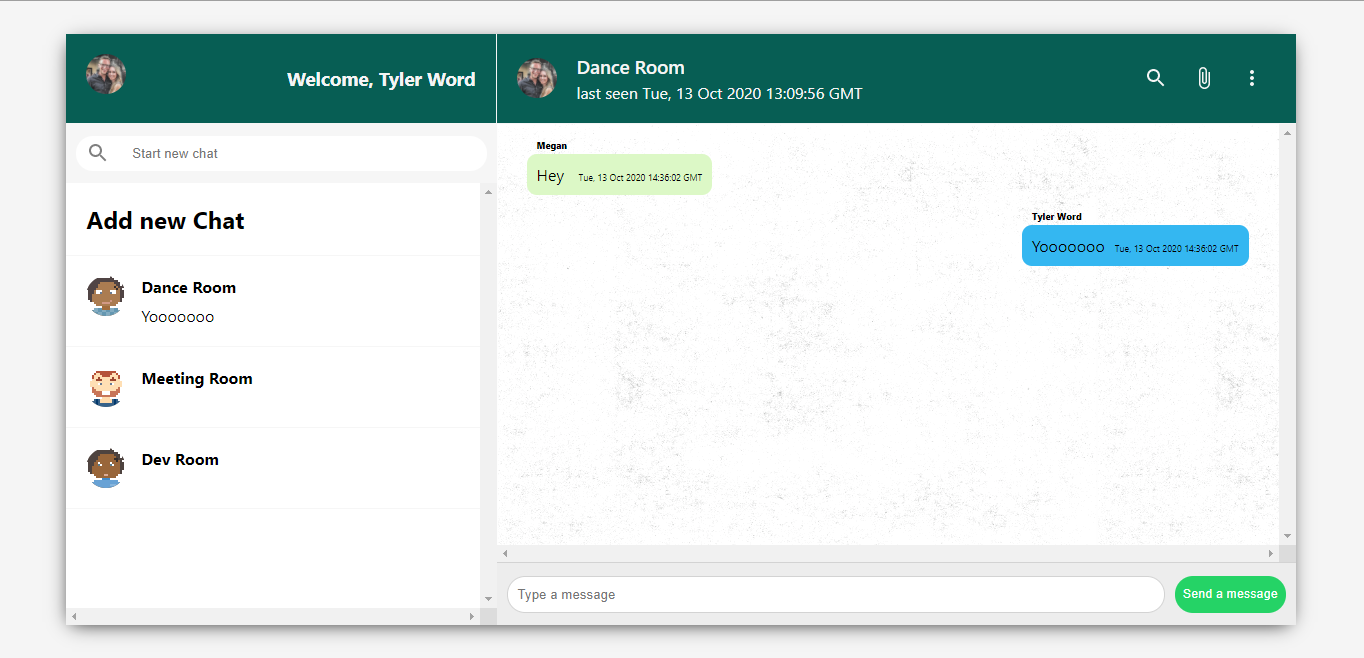 Welcome, Tyler Word
Start new chat
Add new Chat
Dance Room
Yooooooo
Meeting Room
Dev Room
Dance Room
last seen Tue, 13 Oct 2020 13:09:56 GMT
Megan
Hey Tue, 13 Oct 2020 14:36:02 GMT
Tyler Word
Yooooooo Tue, 13 Oct 2020 14:36:02 GMT
Type a message
Send a message